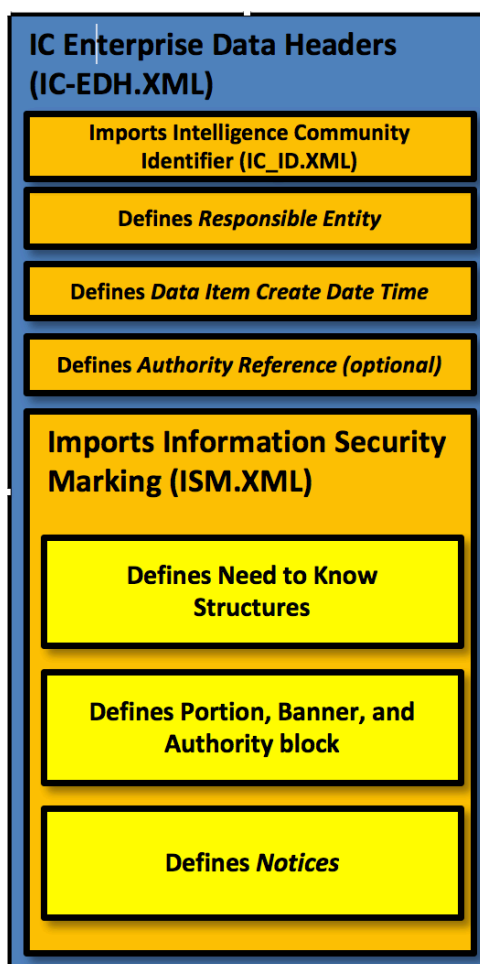 IC Enterprise Data Headers
(IC-EDH.XML)
Imports Intelligence Community
Identifier (IC_ID.XML)
Defines Responsible Entity
Defines Data Item Create Date Time
Defines Authority Reference (optional)
Imports Information Security
Marking (ISM.XML)
Defines Need to Know
Structures
Defines Portion, Banner, and
Authority block
Defines Notices